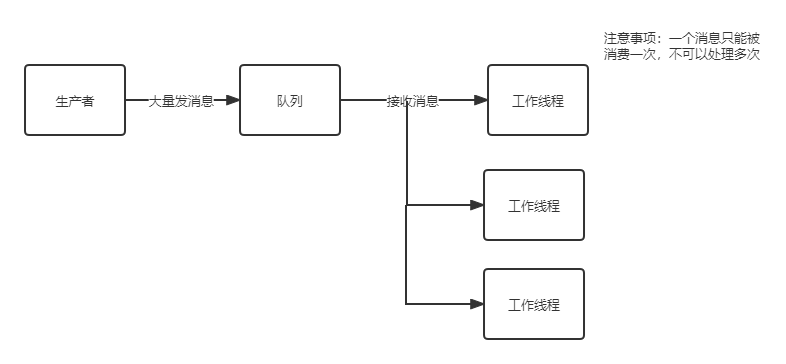 注意事项：一个消息只能被
消费一次，不可以处理多次
生产者
大量发消息
队列
接收消息
工作线程
工作线程
工作线程